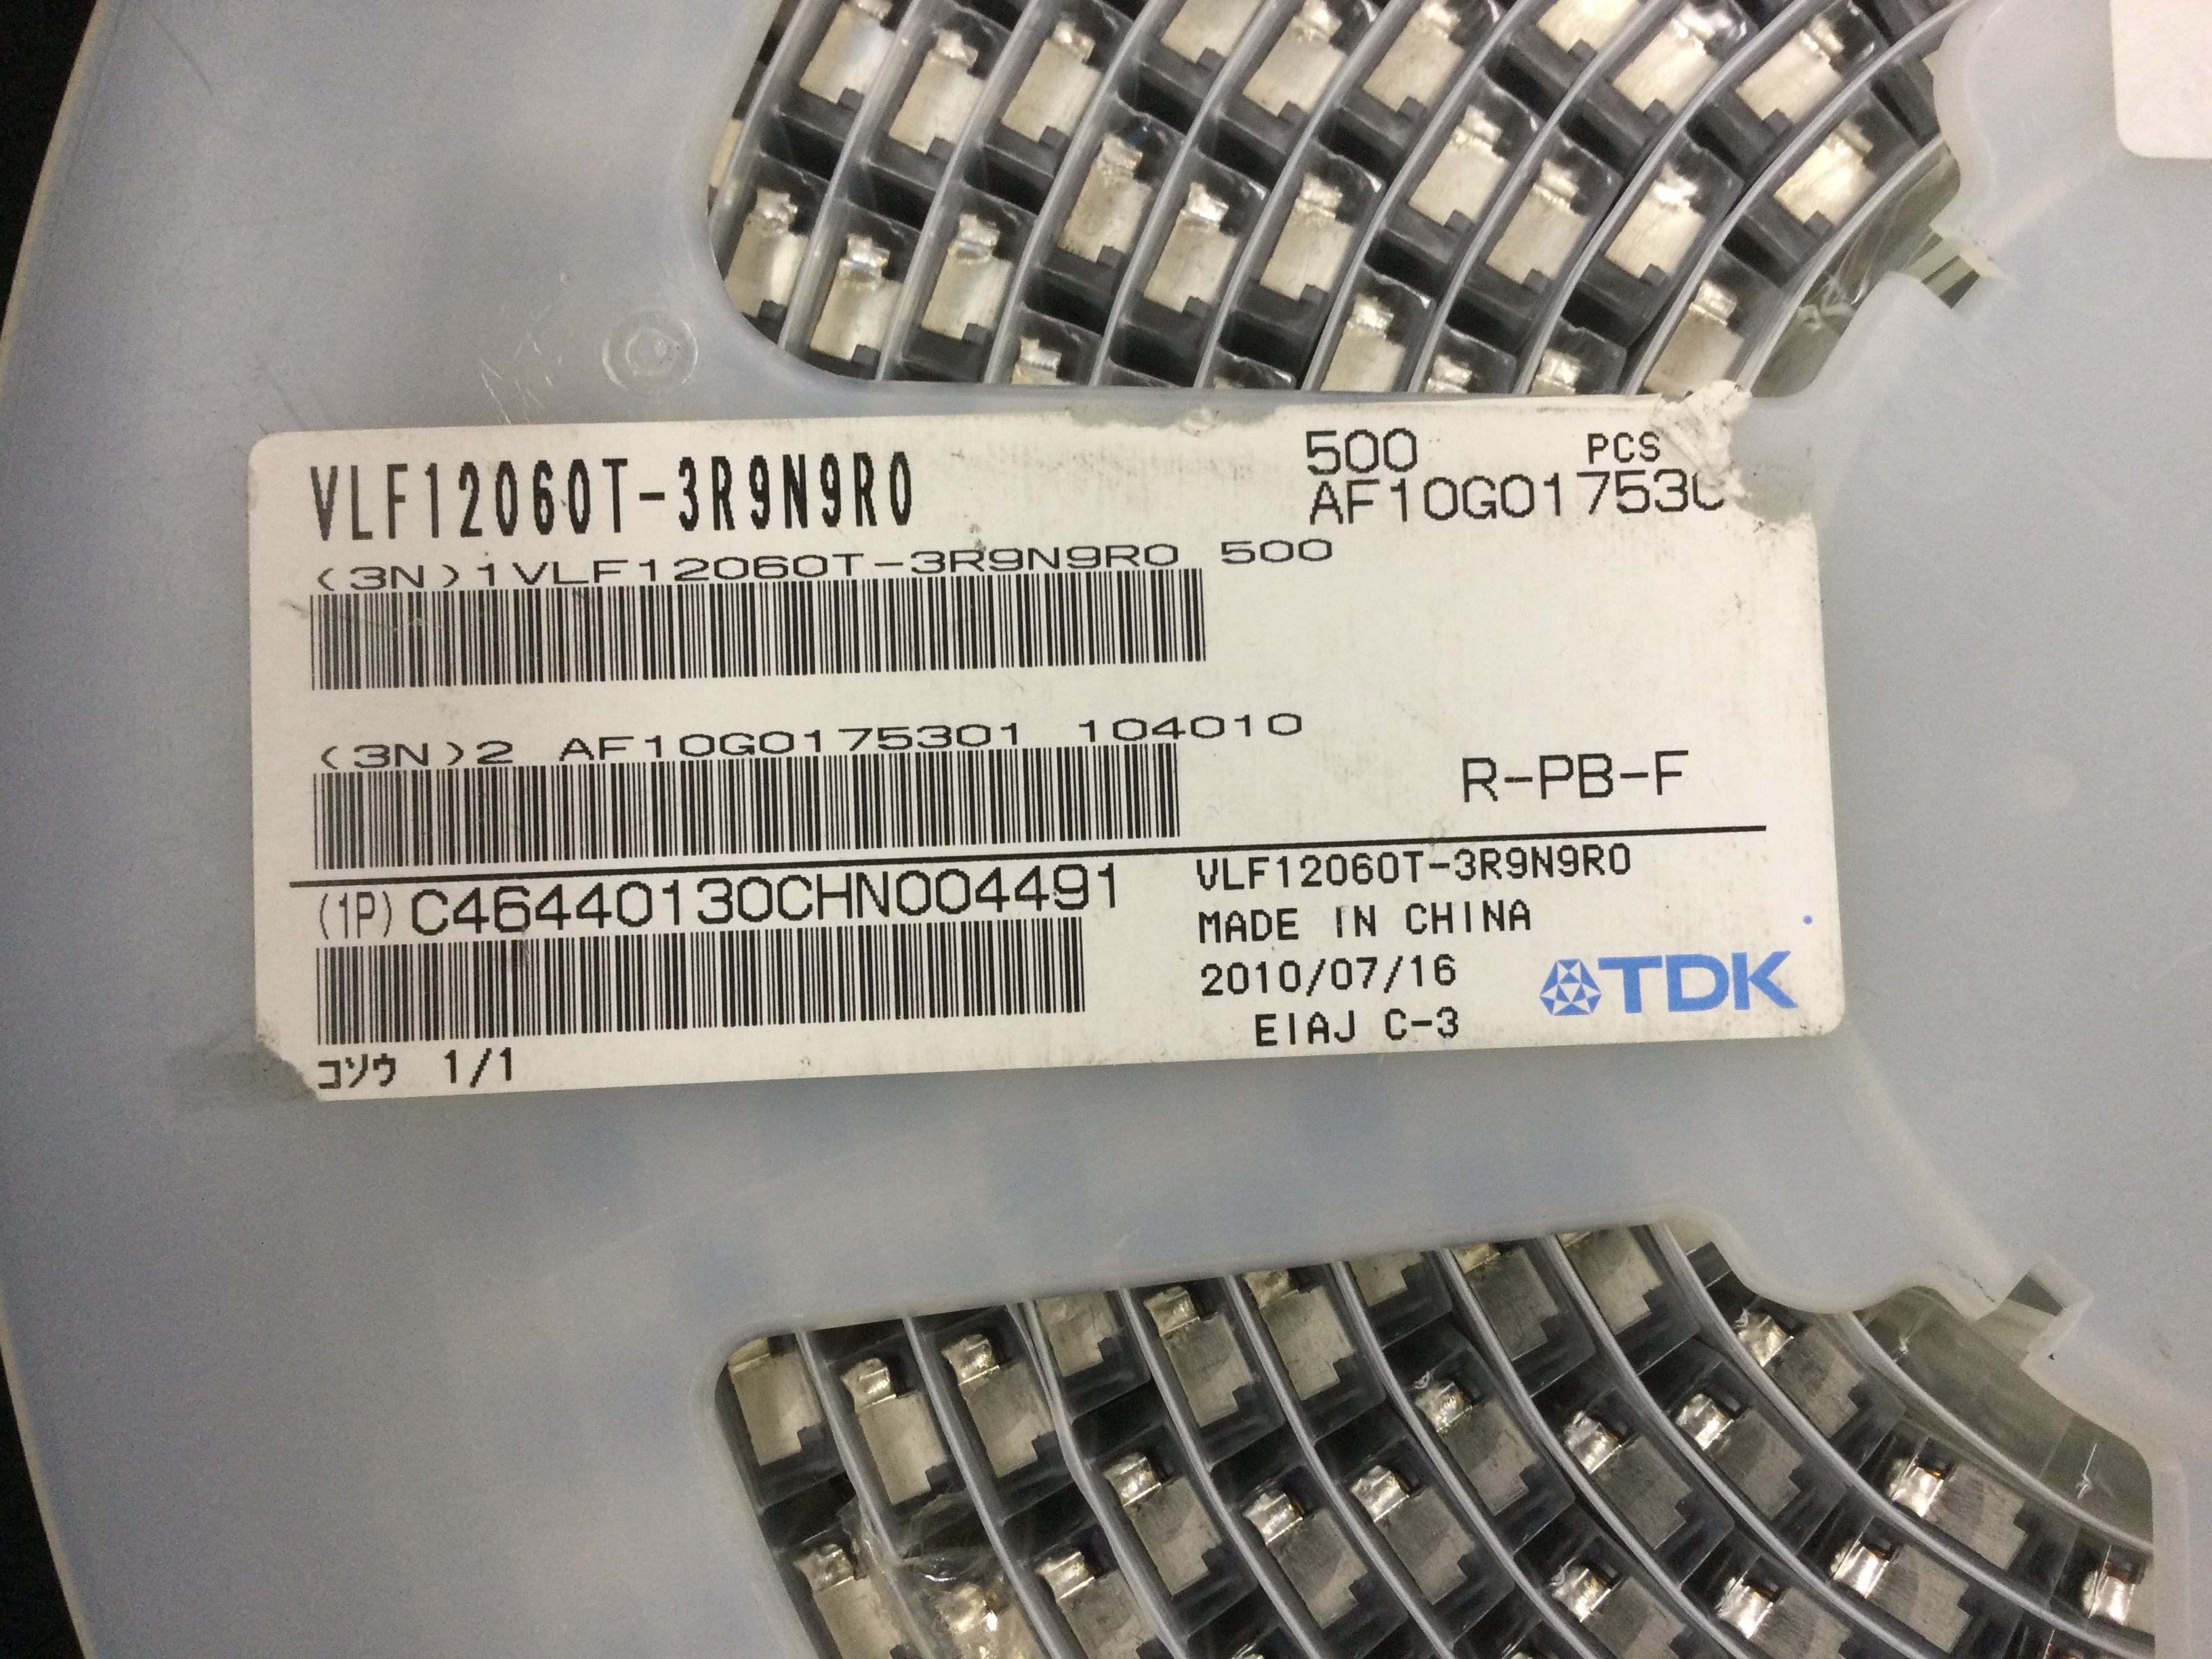 VLF12060T-3R9N9R0
500 PCS
AF10G017530
(3N)1VLF12060T-3R9N9R0 500
(3N)2 AF10G0175301 104010
R-PB-F
(1P) C46440130CHN004491
VLF12060T-3R9N9R0
MADE IN CHINA
2010/07/16
EIAJ C-3
TDK
コソウ 1/1